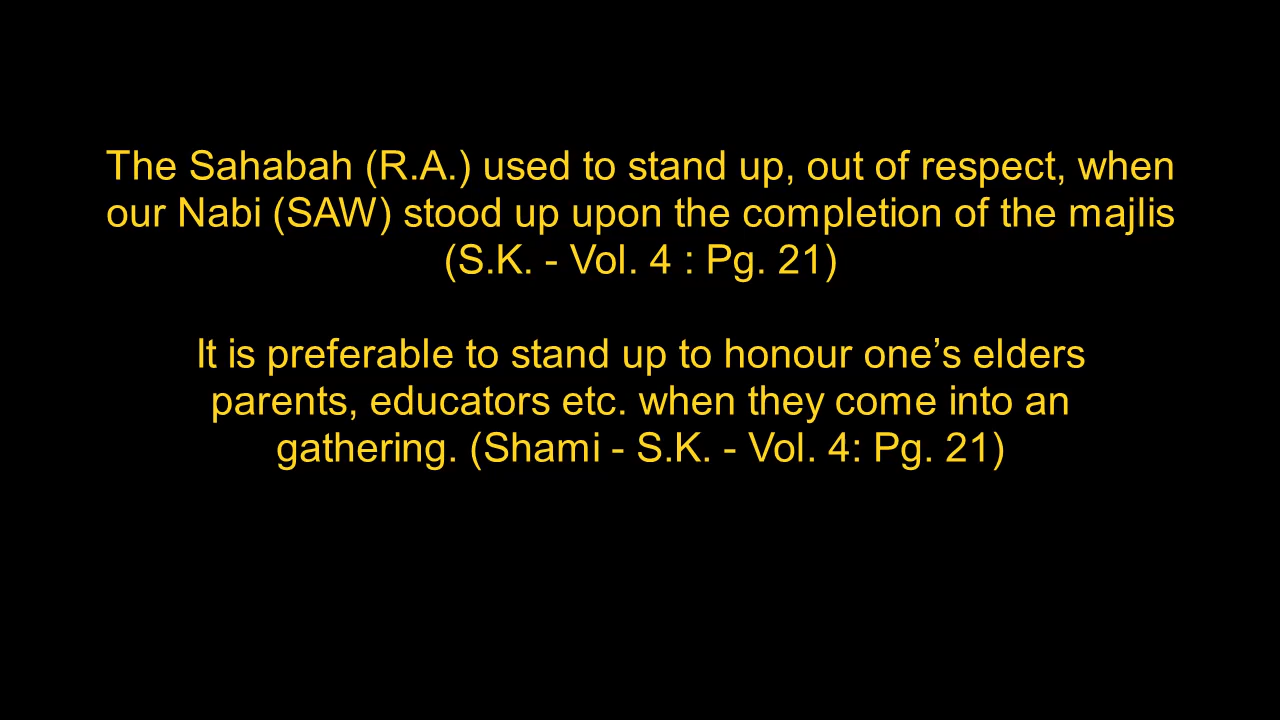 The Sahabah (R.A.) used to stand up, out of respect, when
our Nabi (SAW) stood up upon the completion of the majlis
(S.K. - Vol. 4 : Pg. 21)
It is preferable to stand up to honour one’s elders
parents, educators etc. when they come into an
gathering. (Shami - S.K. - Vol. 4: Pg. 21)